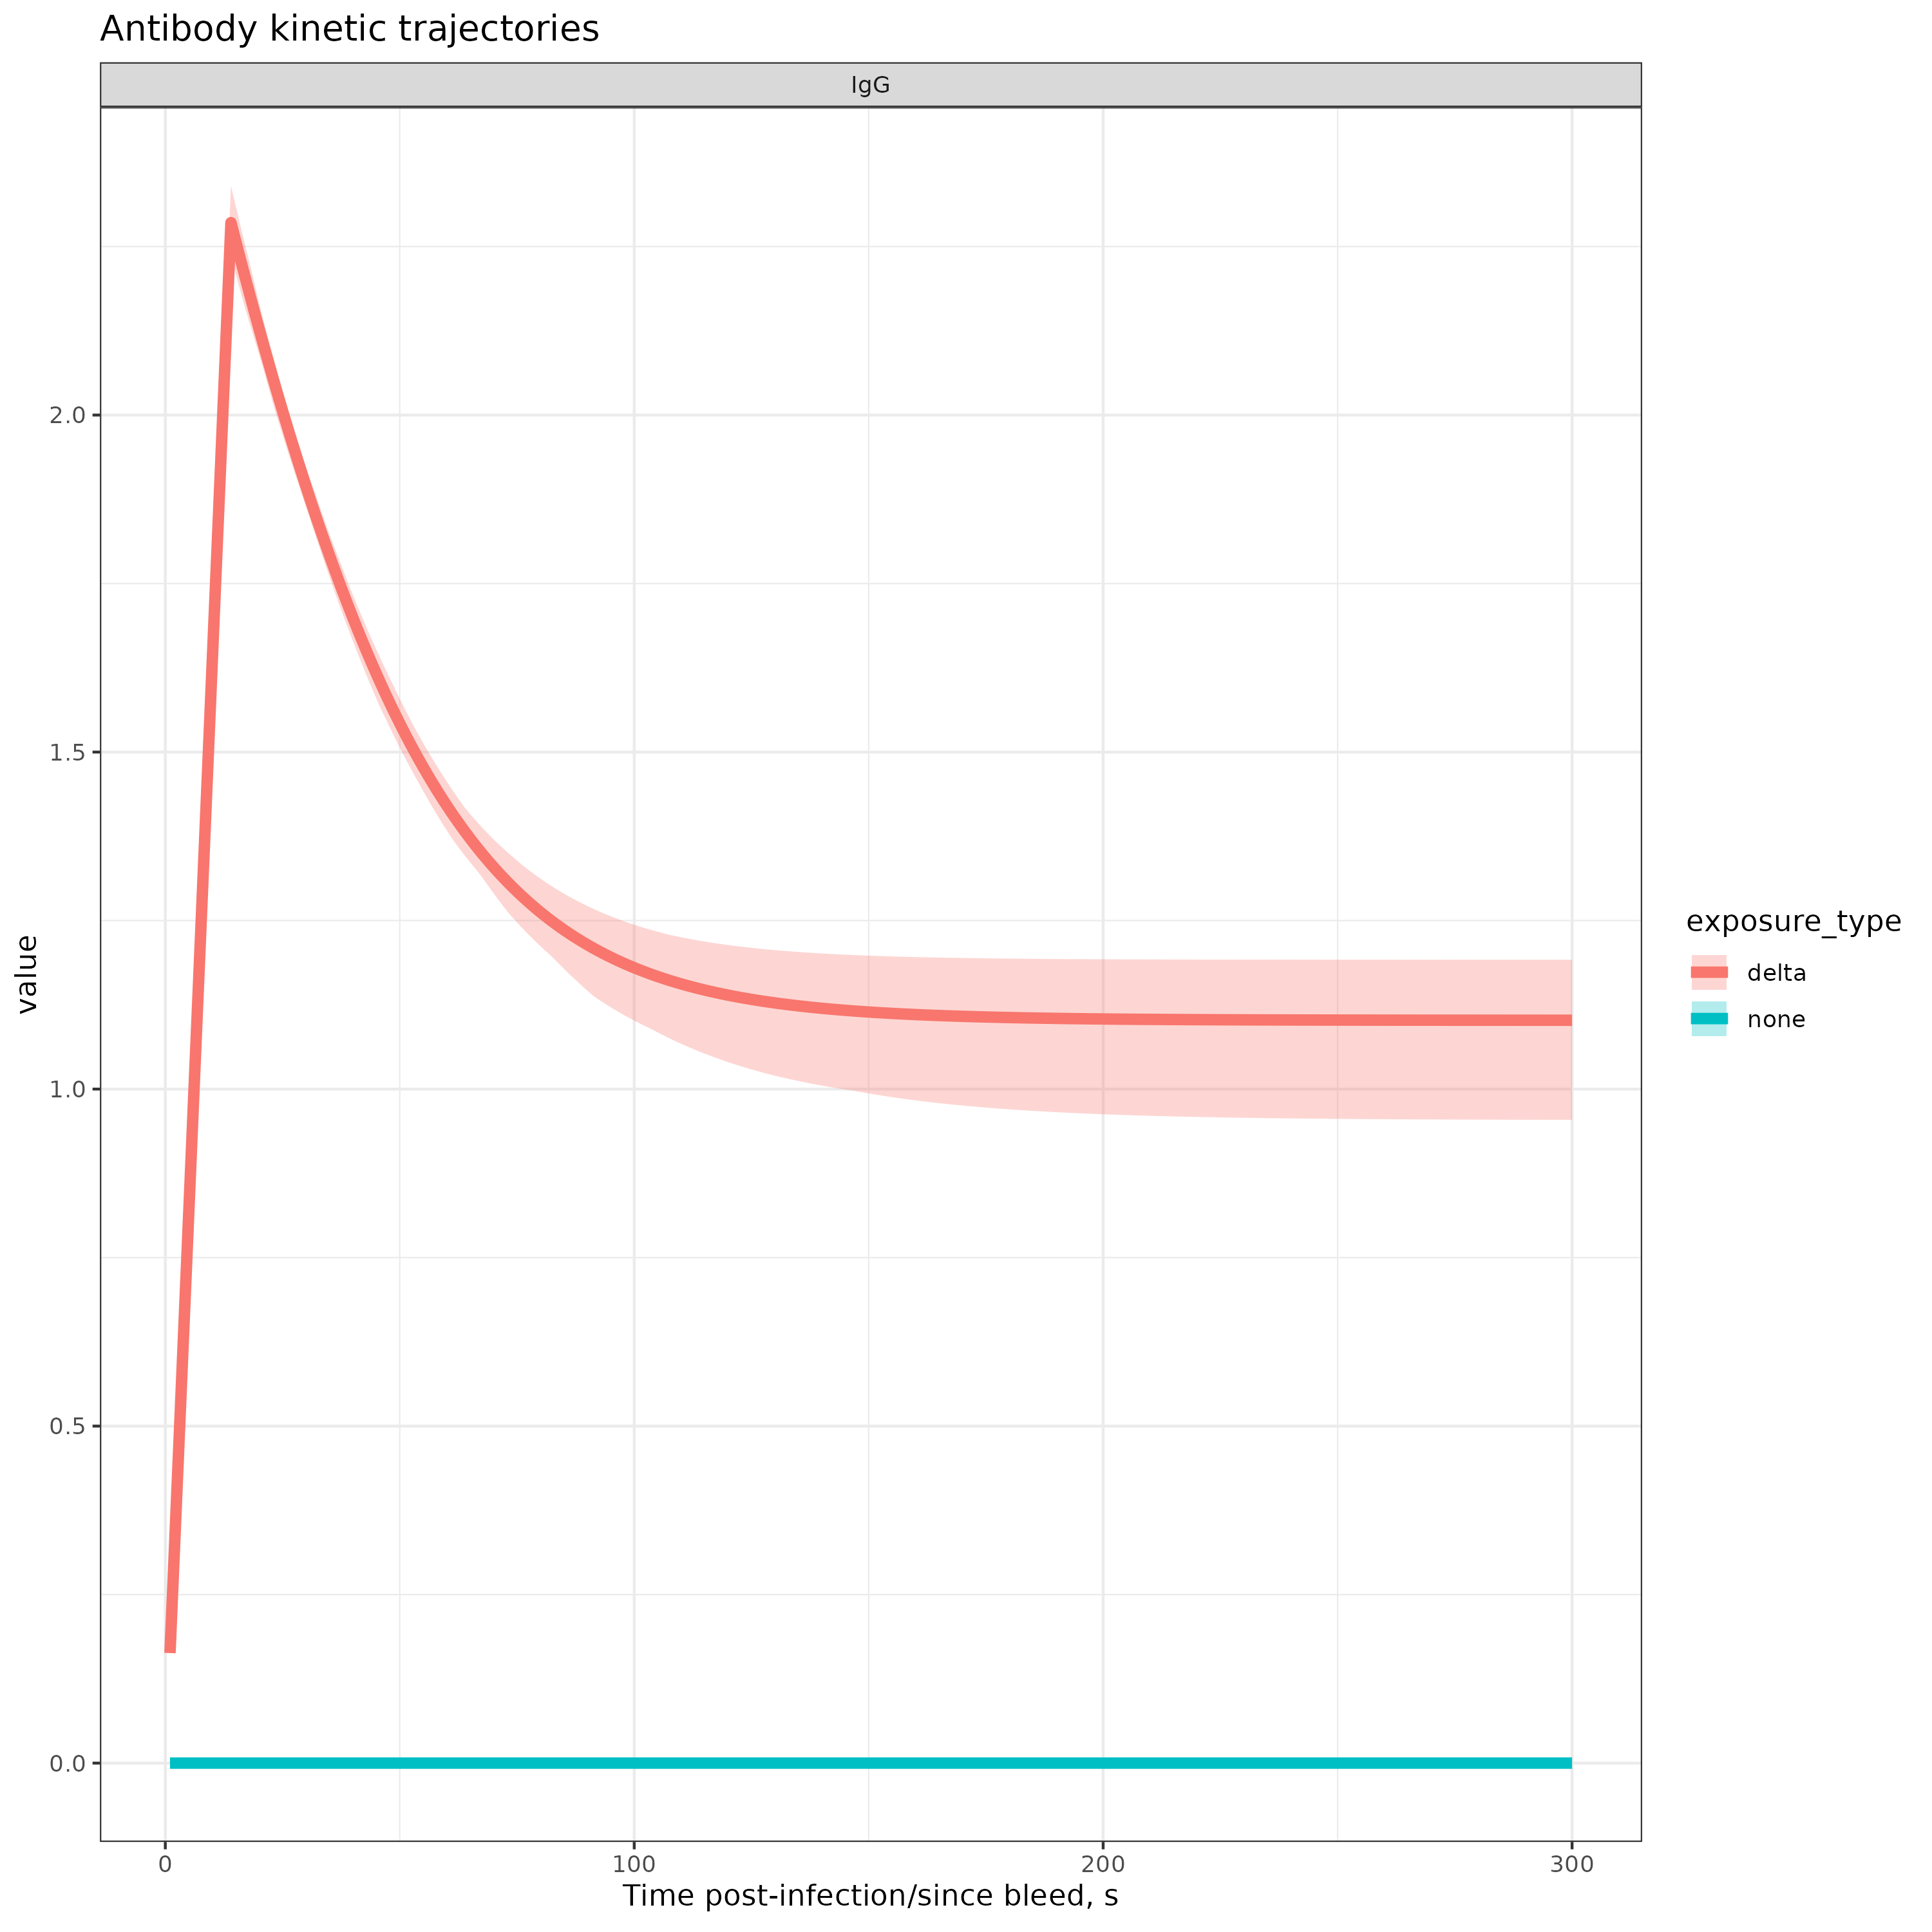 Antibody kinetic trajectories
IgG
2.0
1.5
1.0
0.5
0.0
value
0 100 200 300
Time post-infection/since bleed, s
exposure_type
delta
none